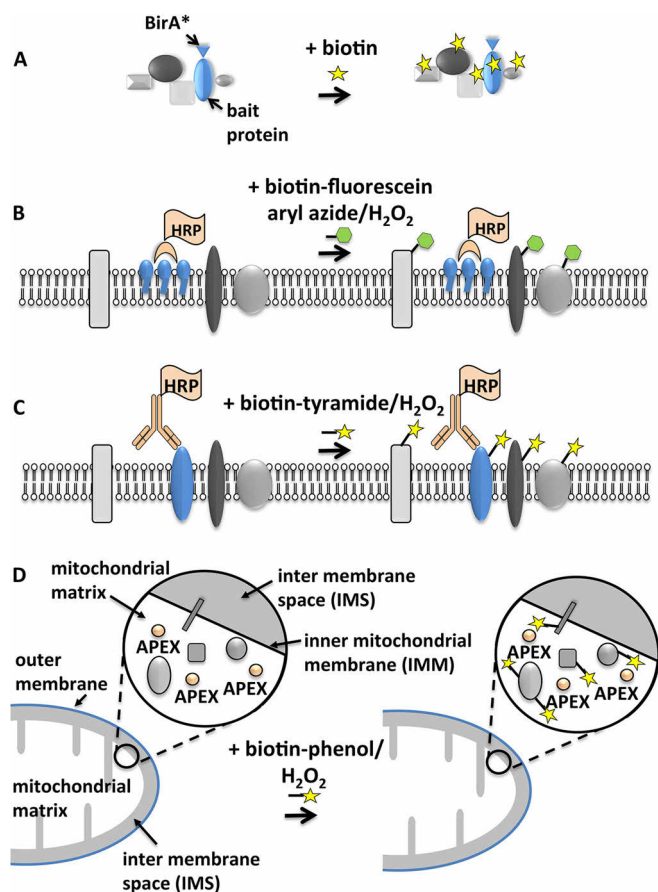 A
BirA*
bait
protein
+ biotin
B
HRP
+ biotin-fluorescein
aryl azide/H₂O₂
HRP
C
HRP
+ biotin-tyramide/H₂O₂
HRP
D
mitochondrial
matrix
inter membrane
space (IMS)
inner mitochondrial
membrane (IMM)
APEX
APEX
APEX
outer
membrane
mitochondrial
matrix
inter membrane
space (IMS)
+ biotin-phenol/
H₂O₂
APEX
APEX
APEX